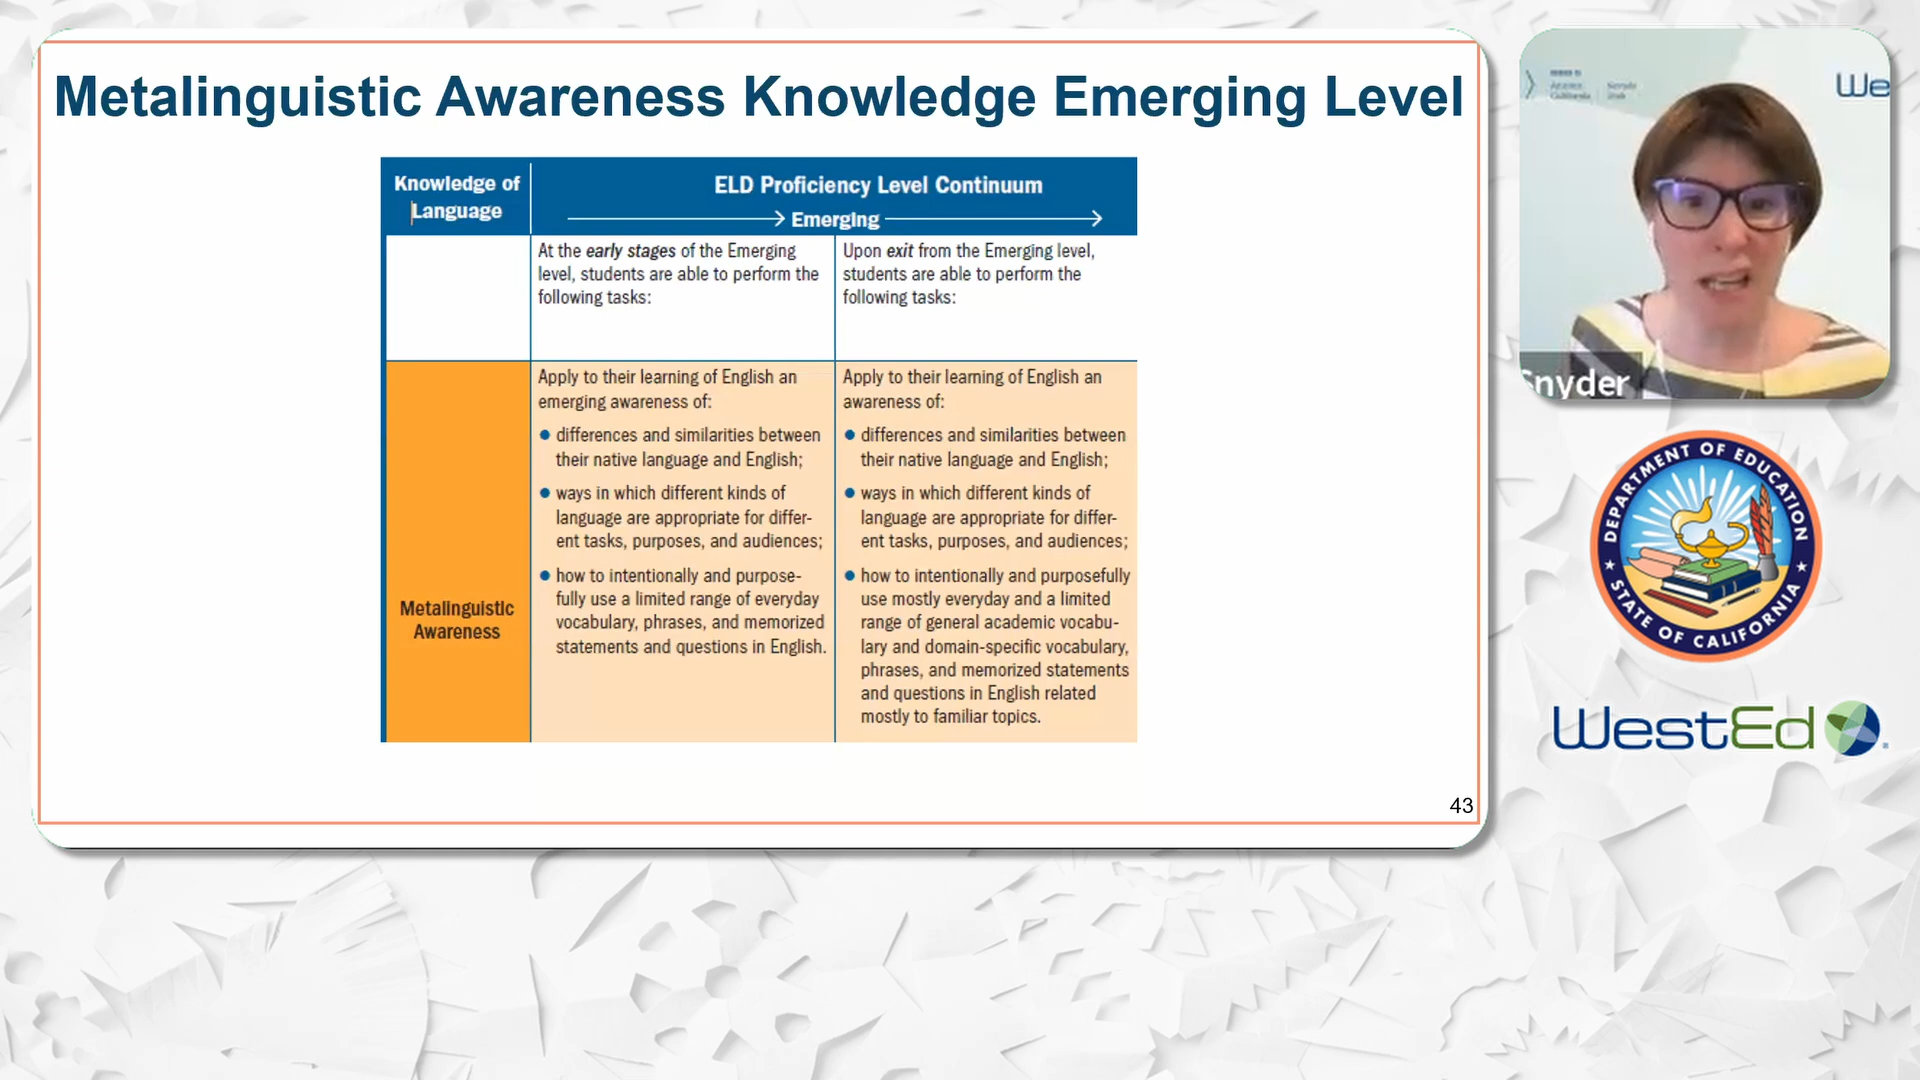 Metalinguistic Awareness Knowledge Emerging Level
Knowledge of
Language
ELD Proficiency Level Continuum
Emerging
At the early stages of the Emerging
level, students are able to perform the
following tasks:
Upon exit from the Emerging level,
students are able to perform the
following tasks:
Metalinguistic
Awareness
Apply to their learning of English an
emerging awareness of:
differences and similarities between
their native language and English;
ways in which different kinds of
language are appropriate for differ-
ent tasks, purposes, and audiences;
how to intentionally and purpose-
fully use a limited range of everyday
vocabulary, phrases, and memorized
statements and questions in English.
Apply to their learning of English an
awareness of:
differences and similarities between
their native language and English;
ways in which different kinds of
language are appropriate for differ-
ent tasks, purposes, and audiences;
how to intentionally and purposefully
use mostly everyday and a limited
range of general academic vocabu-
lary and domain-specific vocabulary,
phrases, and memorized statements
and questions in English related
mostly to familiar topics.
43
We
Snyder
DEPARTMENT OF EDUCATION
STATE OF CALIFORNIA
WestEd